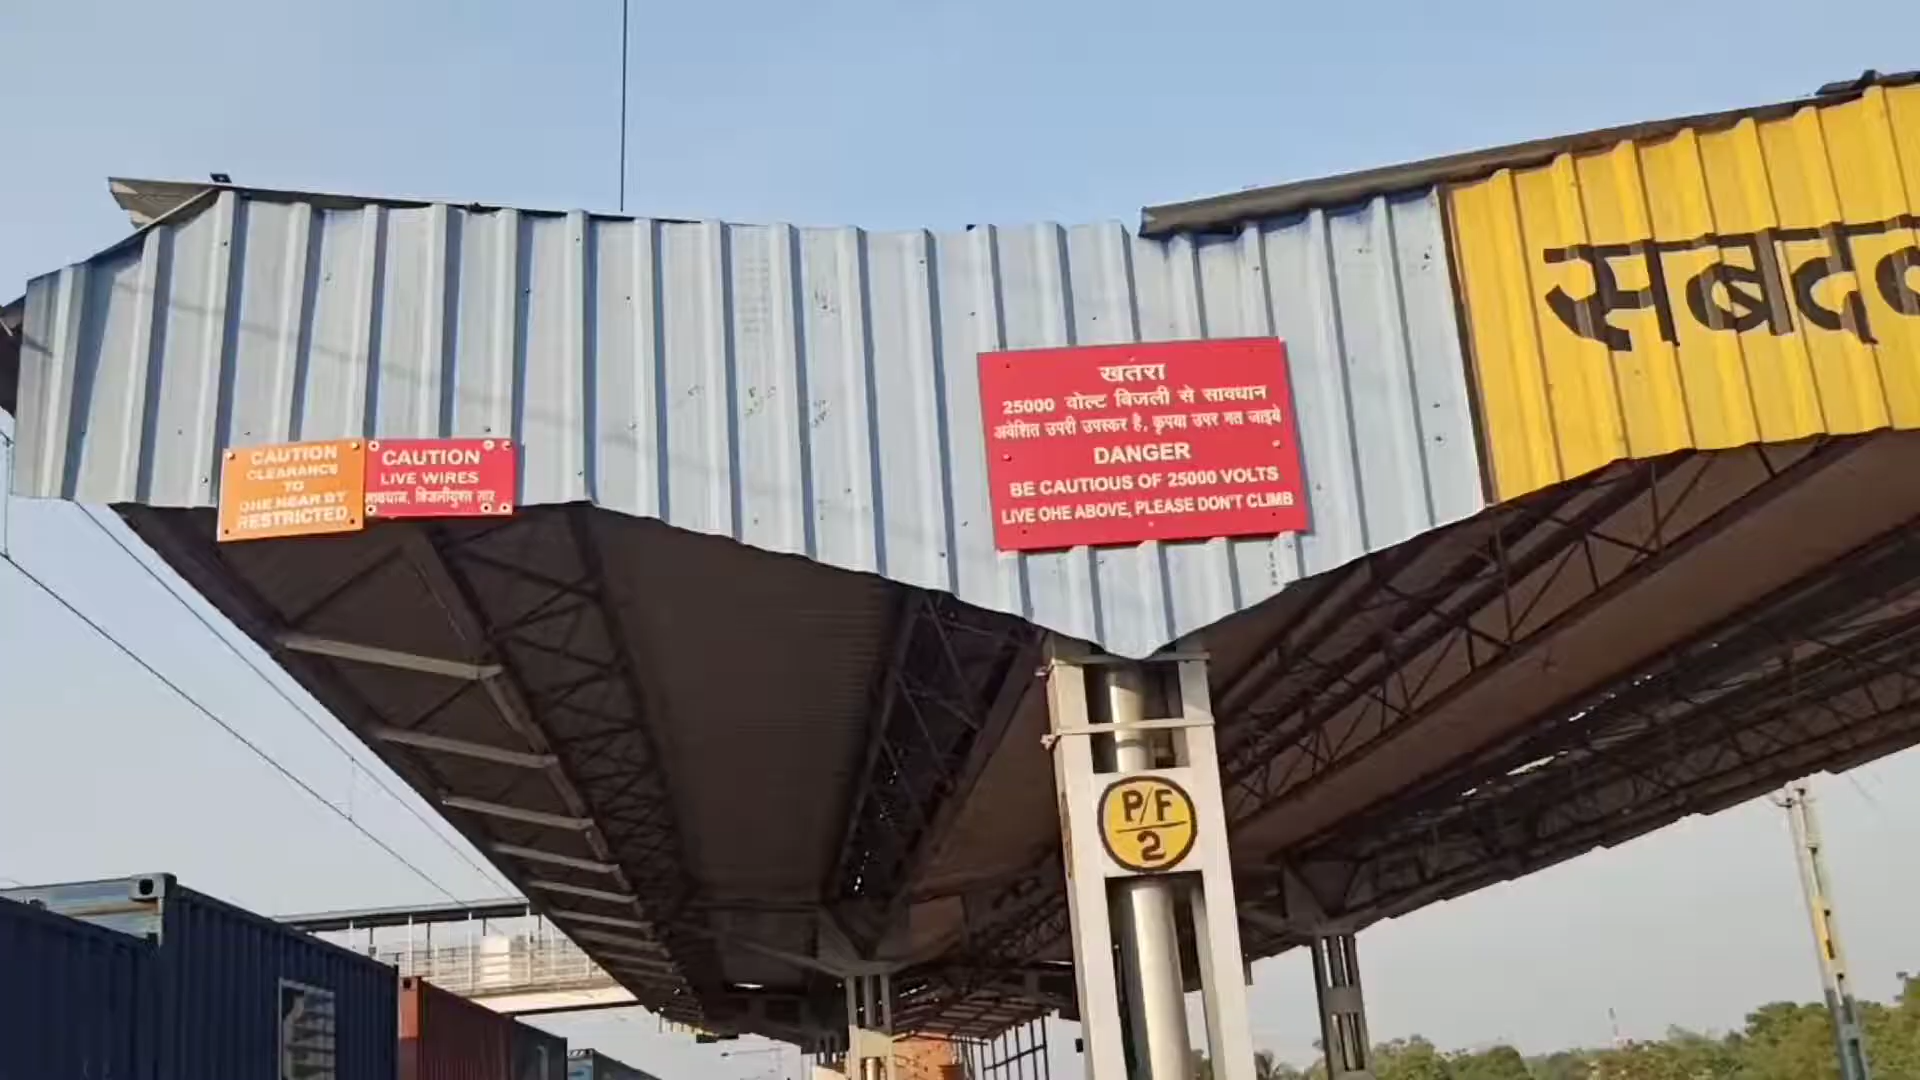 CAUTION
CLEARANCE
TO
OHE NEAR BY
RESTRICTED
CAUTION
LIVE WIRES
सावधान, बिजलीयुक्त तार
खतरा
25000 वोल्ट बिजली से सावधान
अवेशित उपरी उपस्कर है, कृपया उपर मत जाइये
DANGER
BE CAUTIOUS OF 25000 VOLTS
LIVE OHE ABOVE, PLEASE DON'T CLIMB
सबदल
P/F
2